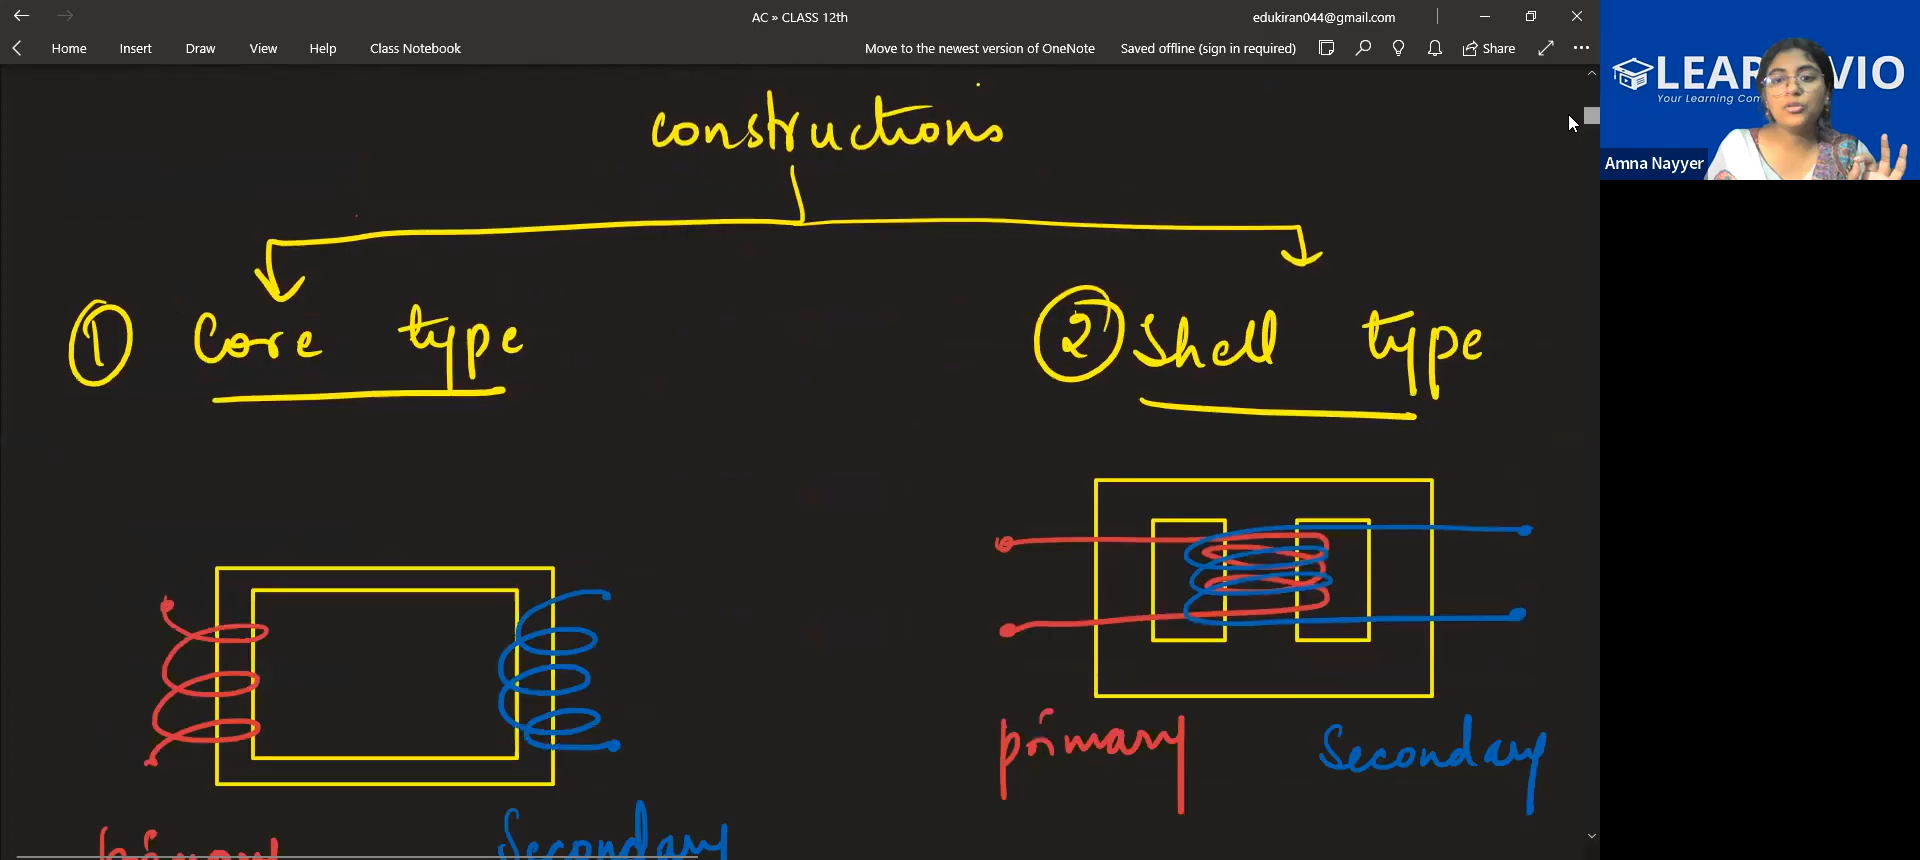 AC » CLASS 12th
edukiran044@gmail.com
Home Insert Draw View Help Class Notebook
Move to the newest version of OneNote Saved offline (sign in required) Share
Your Learning Com
Amna Nayyer
constructions
① Core type
② Shell type
primary
Secondary
primary
Secondary